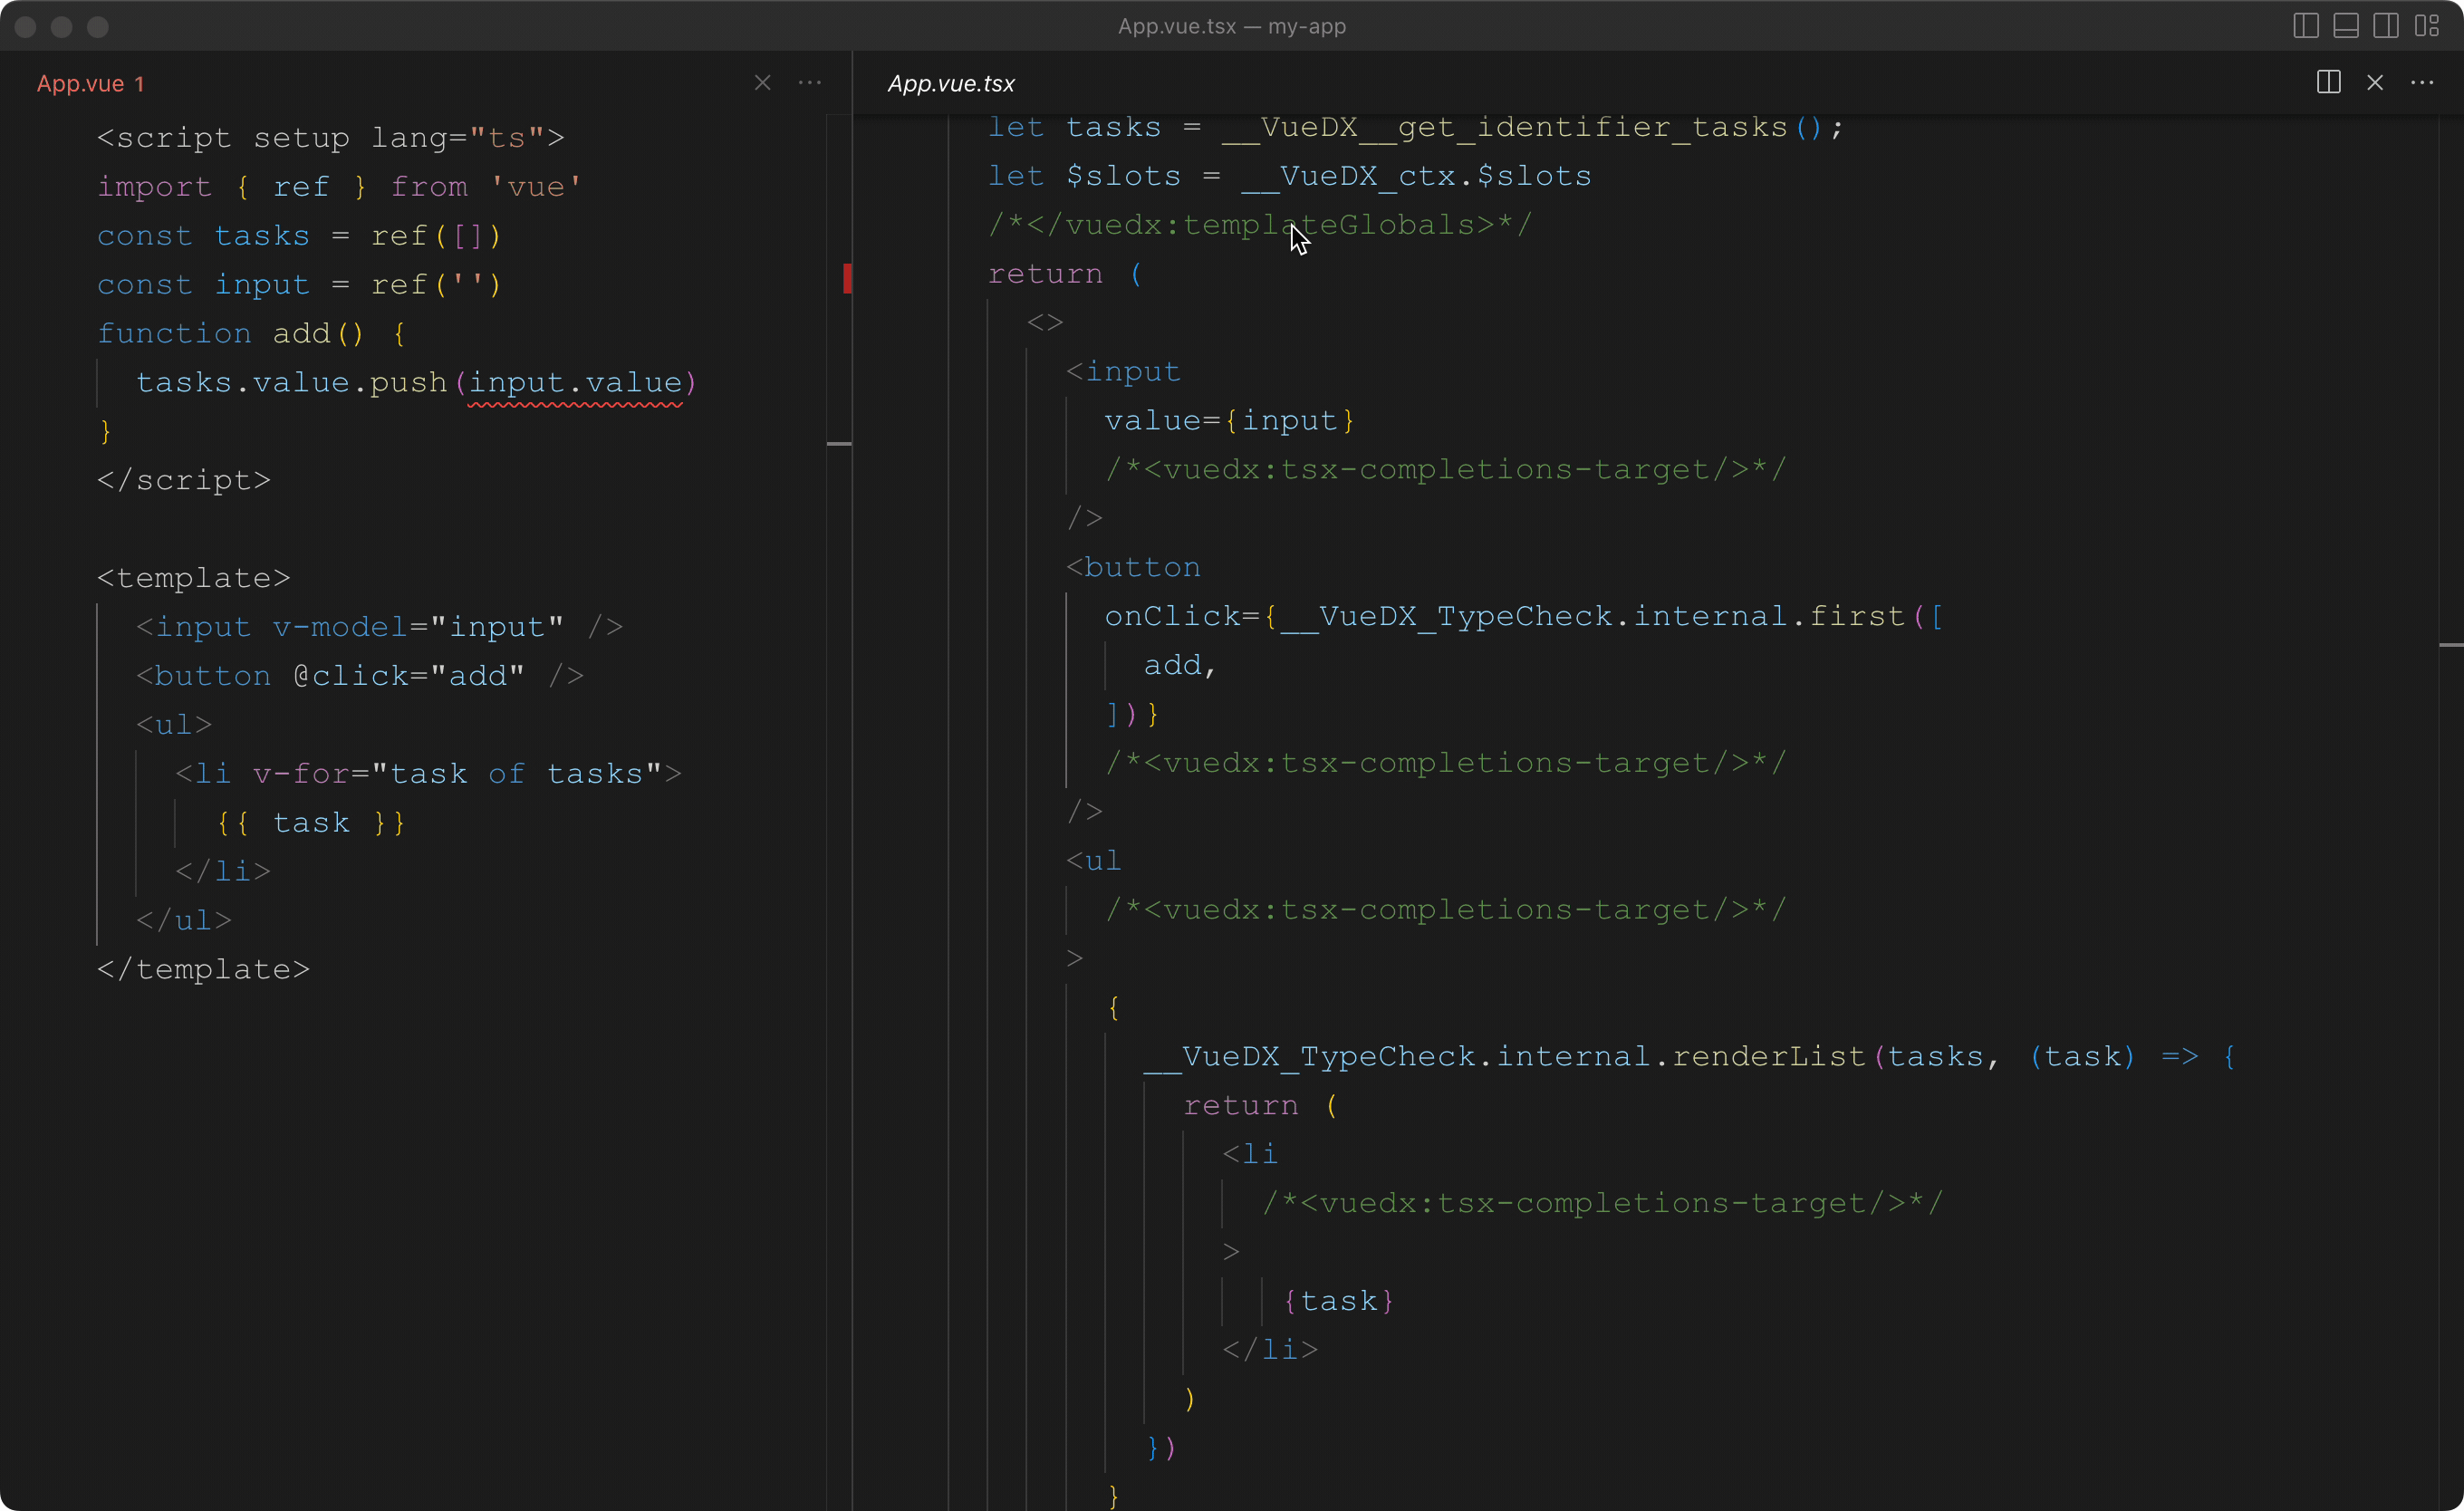 App.vue.tsx — my-app
App.vue 1
<script setup lang="ts">
import { ref } from 'vue'
const tasks = ref([])
const input = ref('')
function add() {
  tasks.value.push(input.value)
}
</script>

<template>
  <input v-model="input" />
  <button @click="add" />
  <ul>
    <li v-for="task of tasks">
      {{ task }}
    </li>
  </ul>
</template>
App.vue.tsx
let tasks = __VueDX__get_identifier_tasks();
let $slots = __VueDX_ctx.$slots
/*</vuedx:templateGlobals>*/
return (
  <>
    <input
      value={input}
      /*<vuedx:tsx-completions-target/>*/
    />
    <button
      onClick={__VueDX_TypeCheck.internal.first([
        add,
      ])}
      /*<vuedx:tsx-completions-target/>*/
    />
    <ul
      /*<vuedx:tsx-completions-target/>*/
    >
      {
        __VueDX_TypeCheck.internal.renderList(tasks, (task) => {
          return (
            <li
              /*<vuedx:tsx-completions-target/>*/
            >
               {task}
            </li>
          )
        })
      }